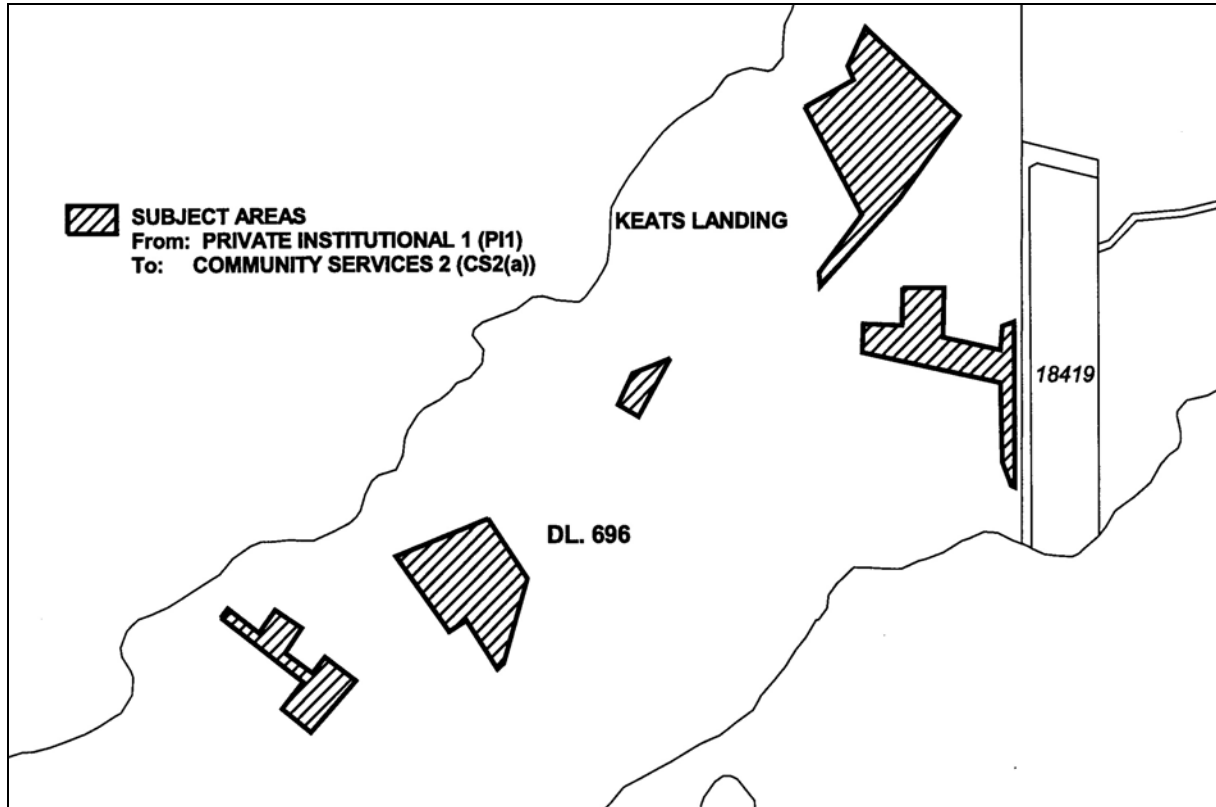 SUBJECT AREAS
From: PRIVATE INSTITUTIONAL 1 (PI1)
To: COMMUNITY SERVICES 2 (CS2(a))
KEATS LANDING
18419
DL. 696